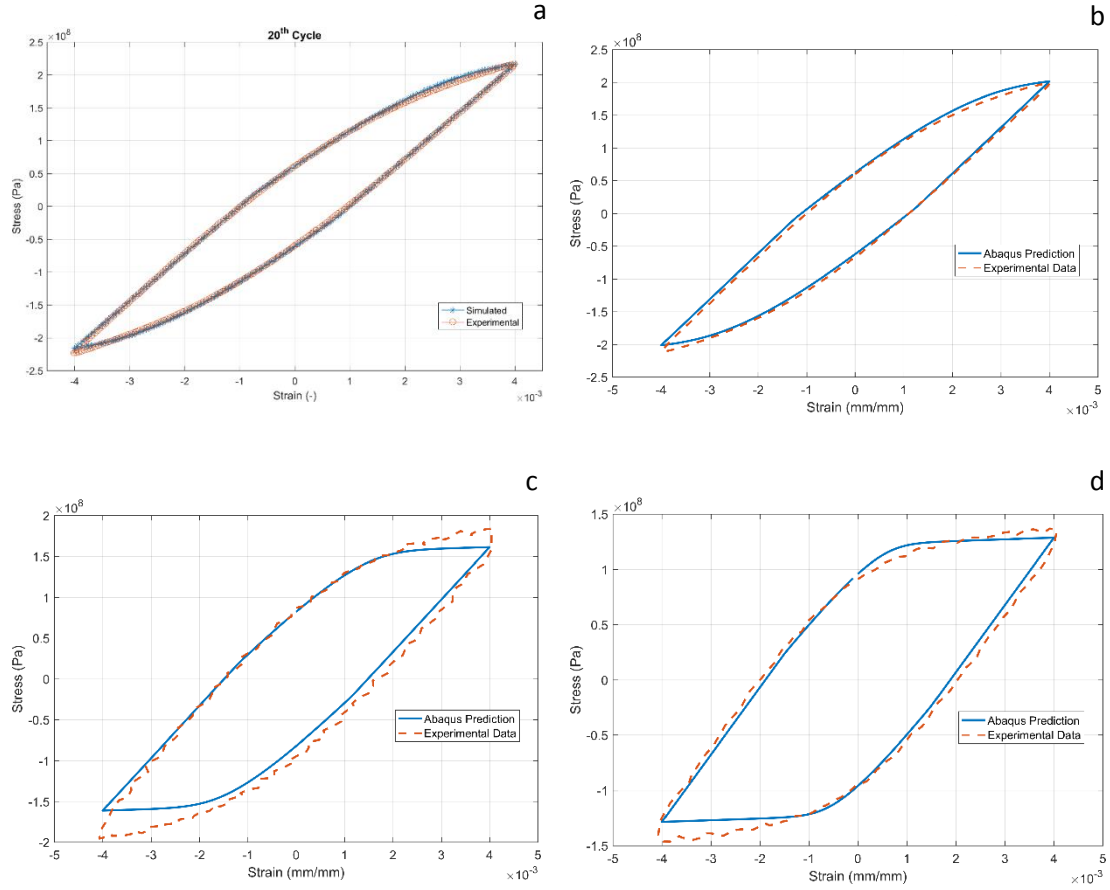 a
20th Cycle
×10^8
2.5
2
1.5
1
0.5
0
-0.5
-1
-1.5
-2
-2.5
Stress (Pa)
Simulated
Experimental
-4 -3 -2 -1 0 1 2 3 4
Strain (-)
×10^-3
b
×10^8
2.5
2
1.5
1
0.5
0
-0.5
-1
-1.5
-2
-2.5
Stress (Pa)
Abaqus Prediction
Experimental Data
-5 -4 -3 -2 -1 0 1 2 3 4 5
Strain (mm/mm)
×10^-3
c
×10^8
2
1.5
1
0.5
0
-0.5
-1
-1.5
-2
Stress (Pa)
Abaqus Prediction
Experimental Data
-5 -4 -3 -2 -1 0 1 2 3 4 5
Strain (mm/mm)
×10^-3
d
×10^8
1.5
1
0.5
0
-0.5
-1
-1.5
Stress (Pa)
Abaqus Prediction
Experimental Data
-5 -4 -3 -2 -1 0 1 2 3 4 5
Strain (mm/mm)
×10^-3